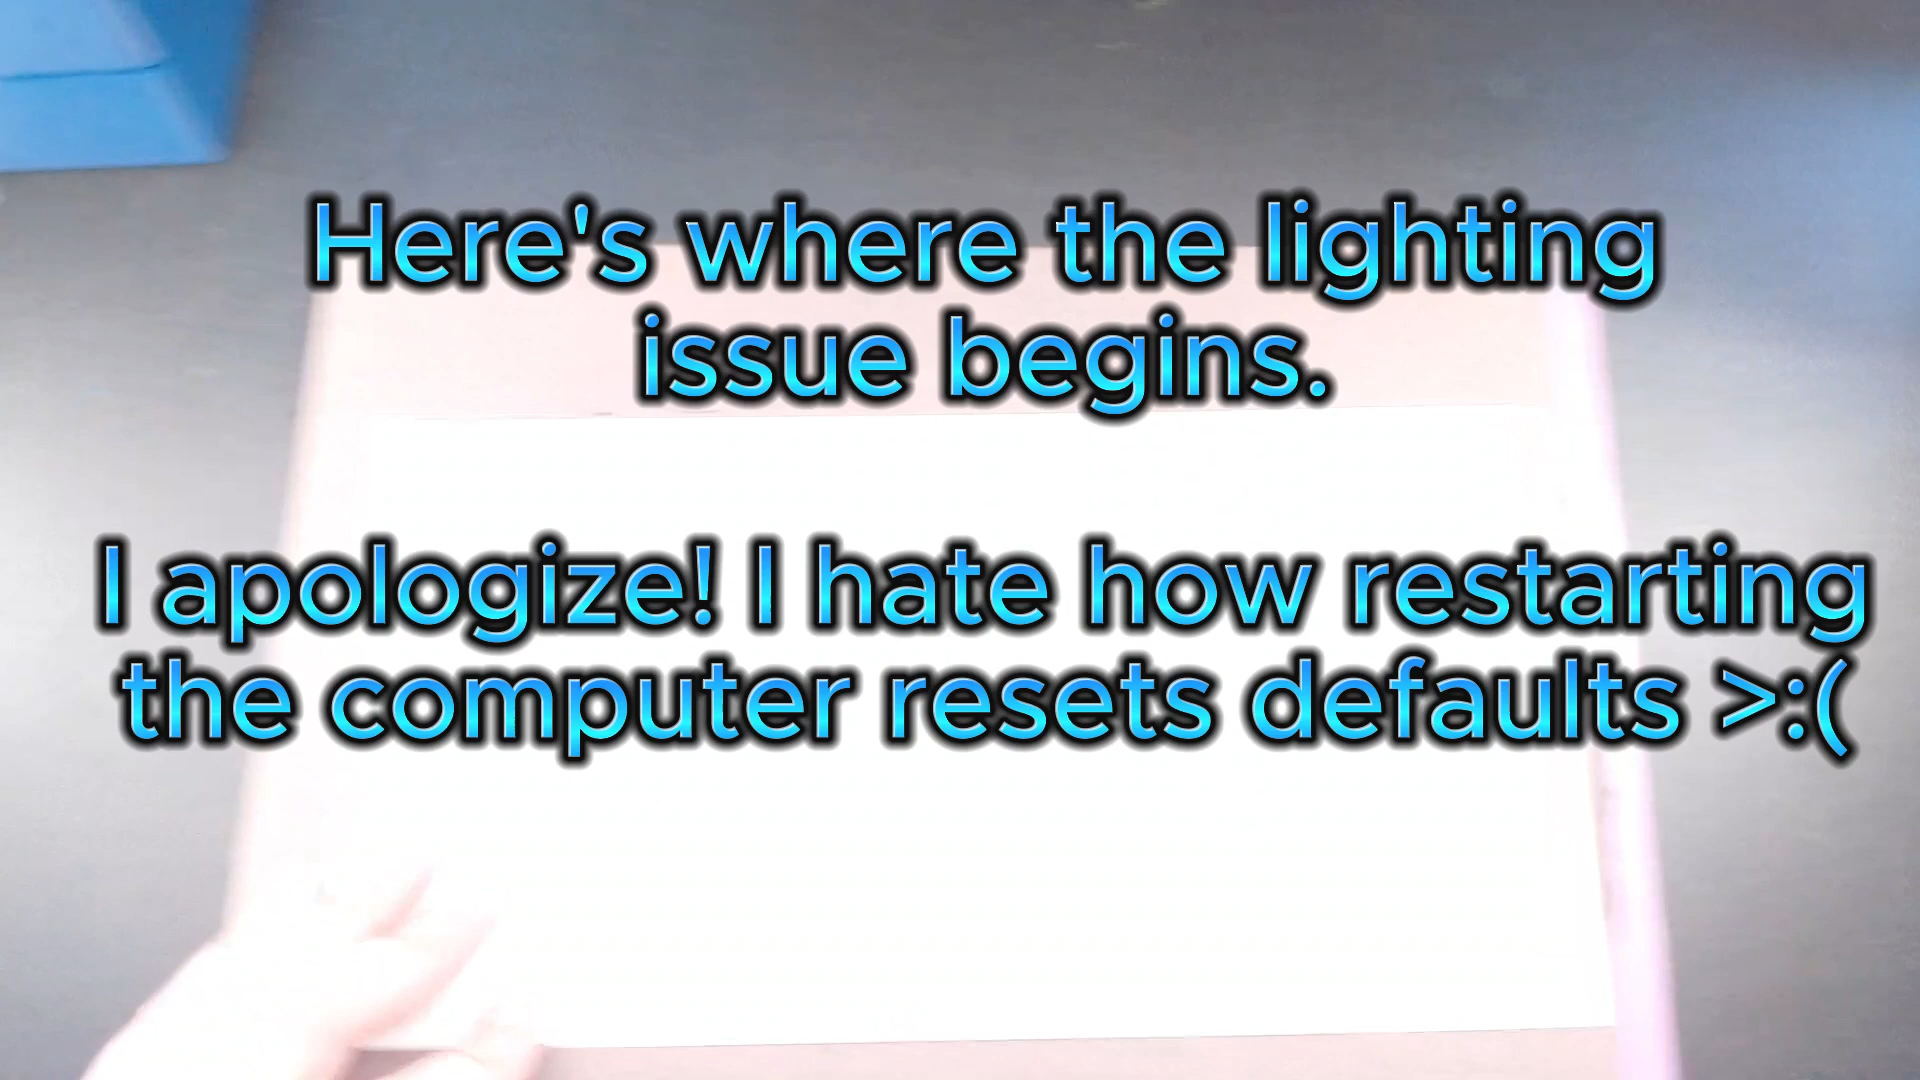 Here's where the lighting
issue begins.
I apologize! I hate how restarting
the computer resets defaults >:(